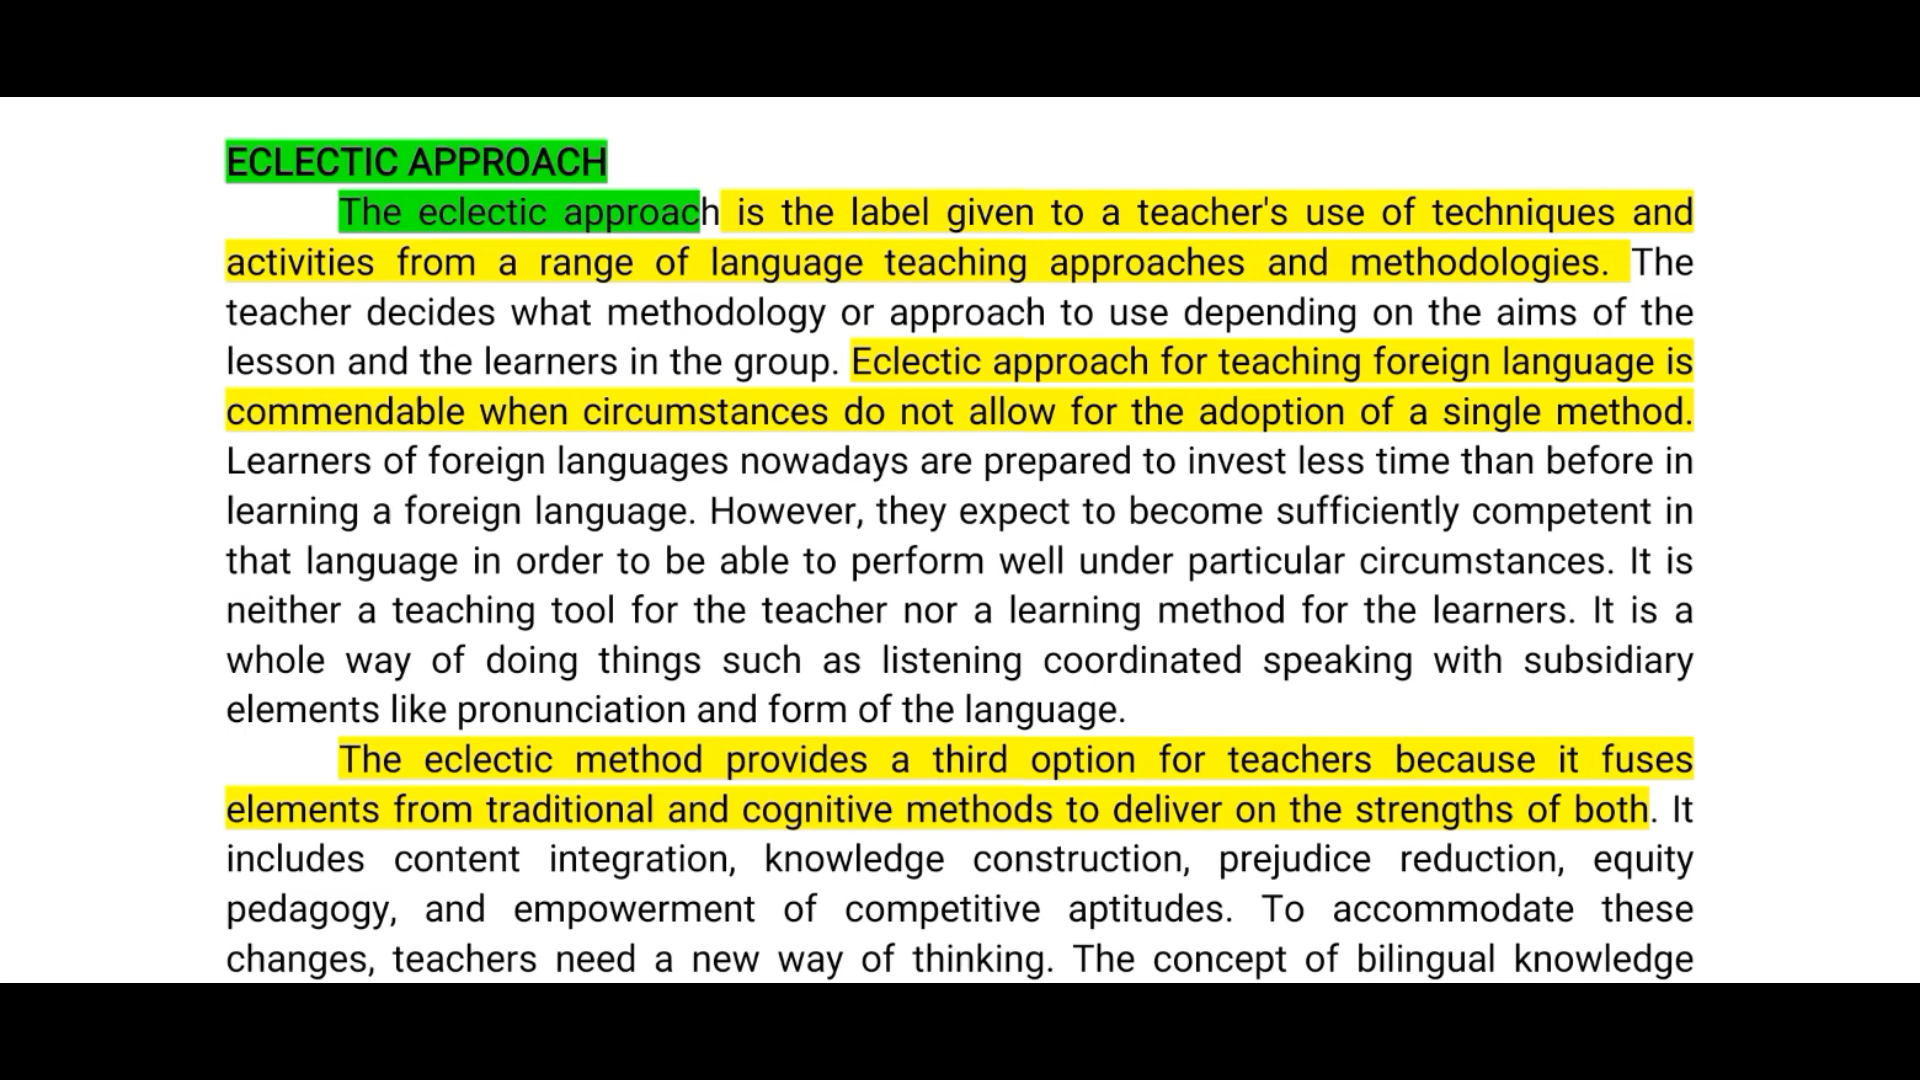 ECLECTIC APPROACH
The eclectic approach is the label given to a teacher's use of techniques and
activities from a range of language teaching approaches and methodologies. The
teacher decides what methodology or approach to use depending on the aims of the
lesson and the learners in the group. Eclectic approach for teaching foreign language is
commendable when circumstances do not allow for the adoption of a single method.
Learners of foreign languages nowadays are prepared to invest less time than before in
learning a foreign language. However, they expect to become sufficiently competent in
that language in order to be able to perform well under particular circumstances. It is
neither a teaching tool for the teacher nor a learning method for the learners. It is a
whole way of doing things such as listening coordinated speaking with subsidiary
elements like pronunciation and form of the language.
The eclectic method provides a third option for teachers because it fuses
elements from traditional and cognitive methods to deliver on the strengths of both. It
includes content integration, knowledge construction, prejudice reduction, equity
pedagogy, and empowerment of competitive aptitudes. To accommodate these
changes, teachers need a new way of thinking. The concept of bilingual knowledge